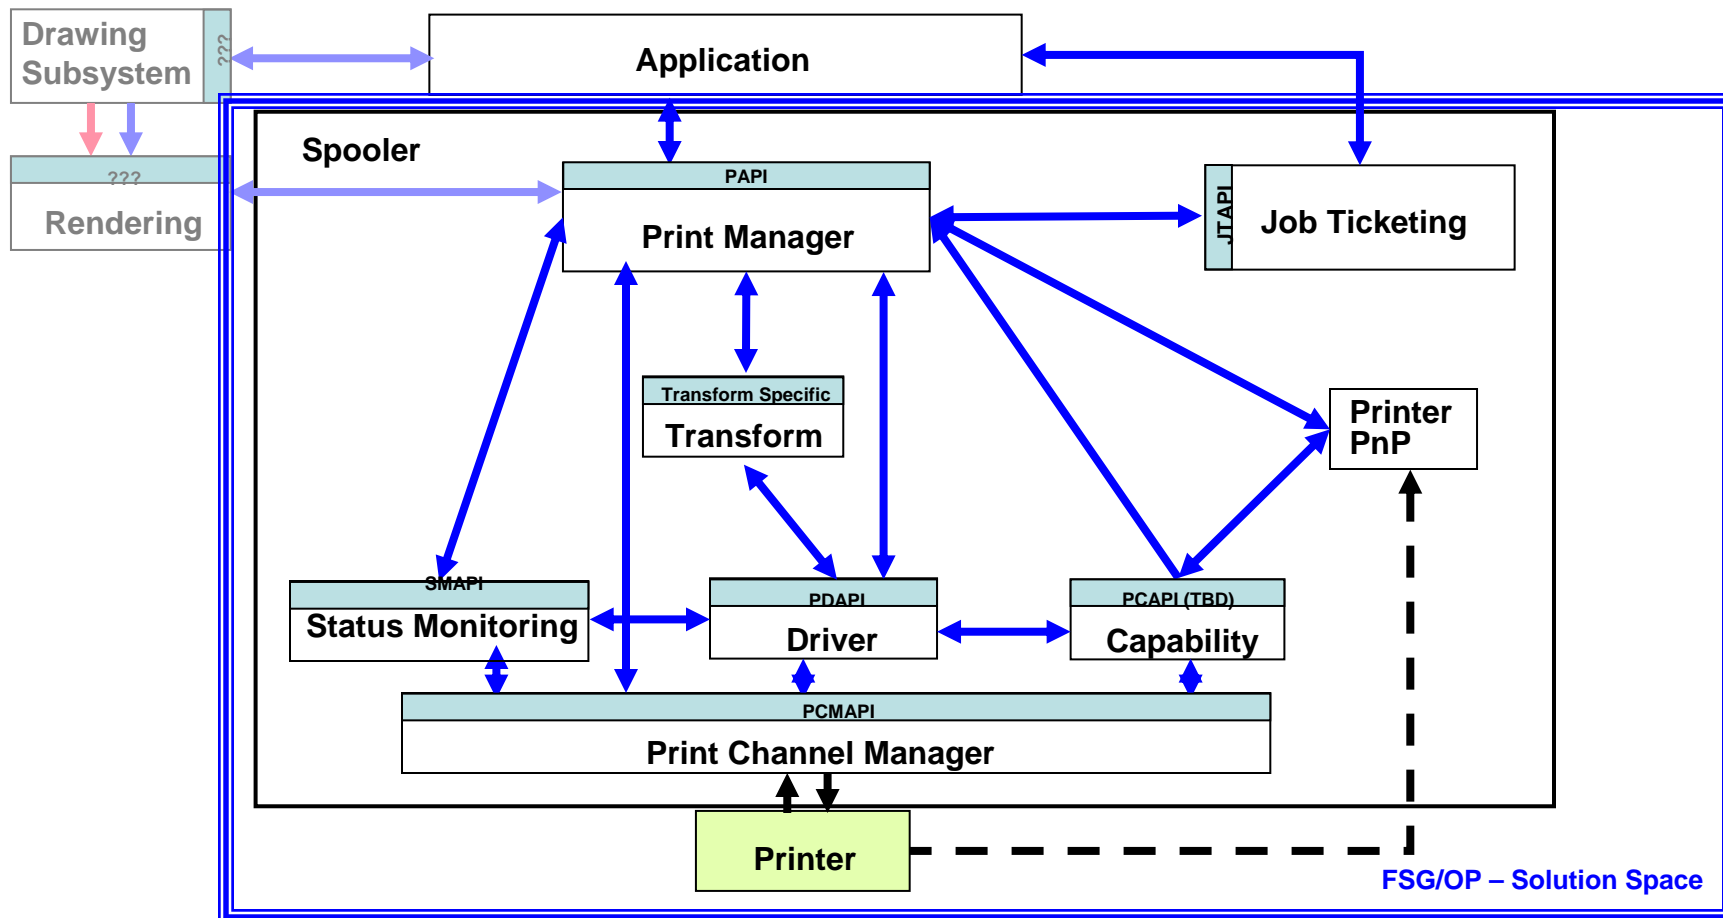 Drawing
Subsystem
???
Application
Spooler
???
Rendering
PAPI
Print Manager
JTAPI
Job Ticketing
Transform Specific
Transform
Printer
PnP
SMAPI
Status Monitoring
PDAPI
Driver
PCAPI (TBD)
Capability
PCMAPI
Print Channel Manager
Printer
FSG/OP – Solution Space